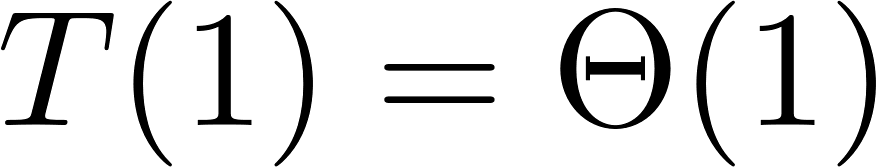 T(1) = Θ(1)